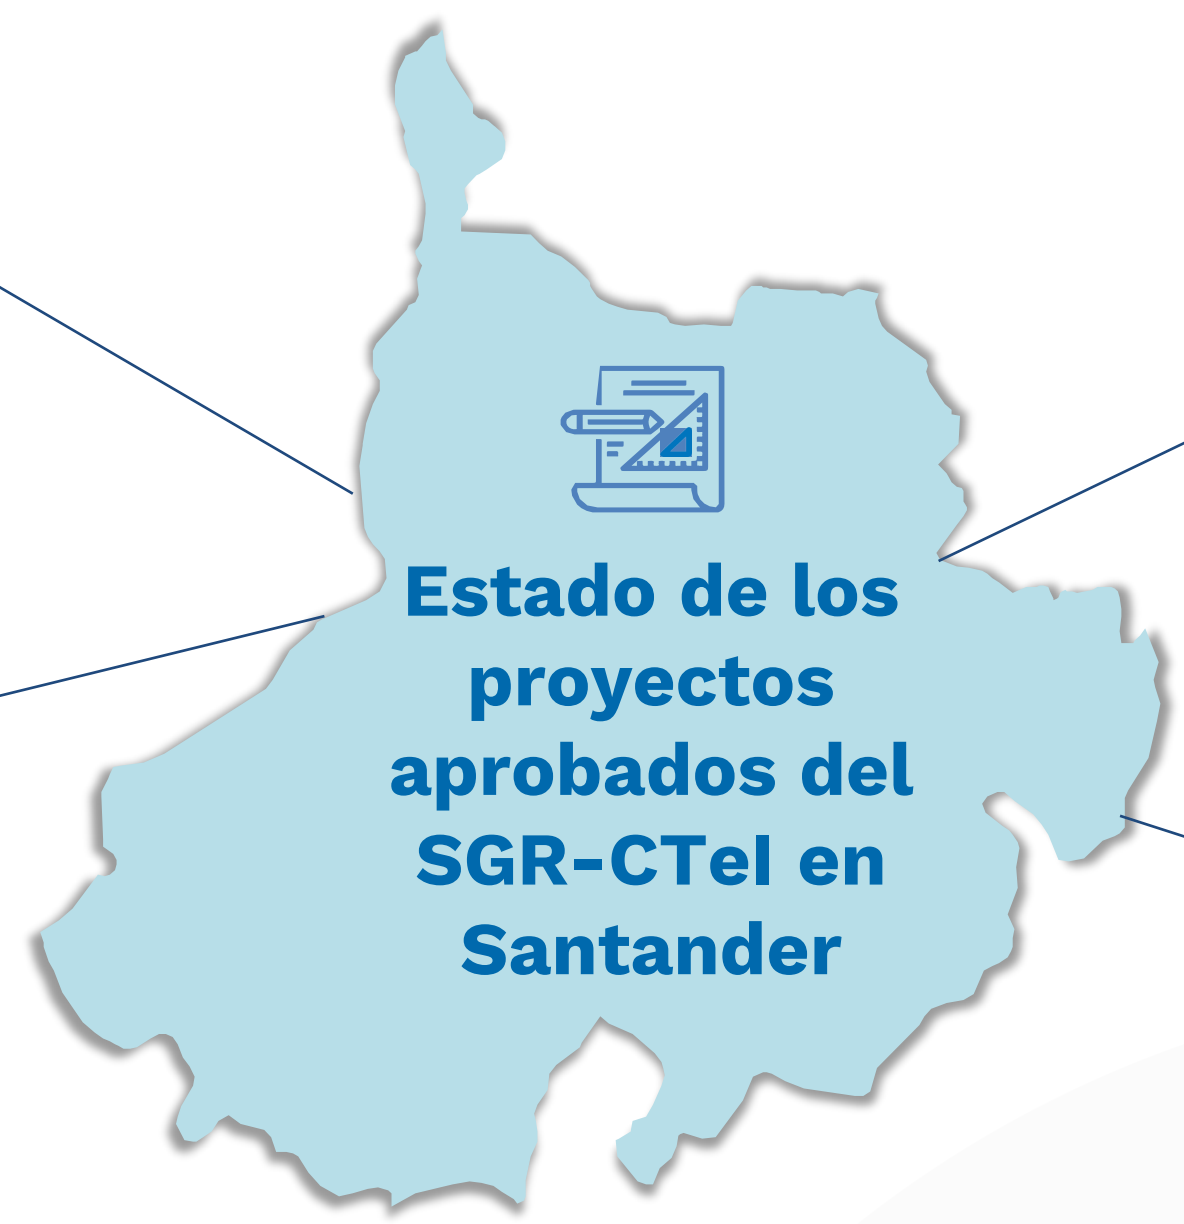 Estado de los
proyectos
aprobados del
SGR-CTeI en
Santander